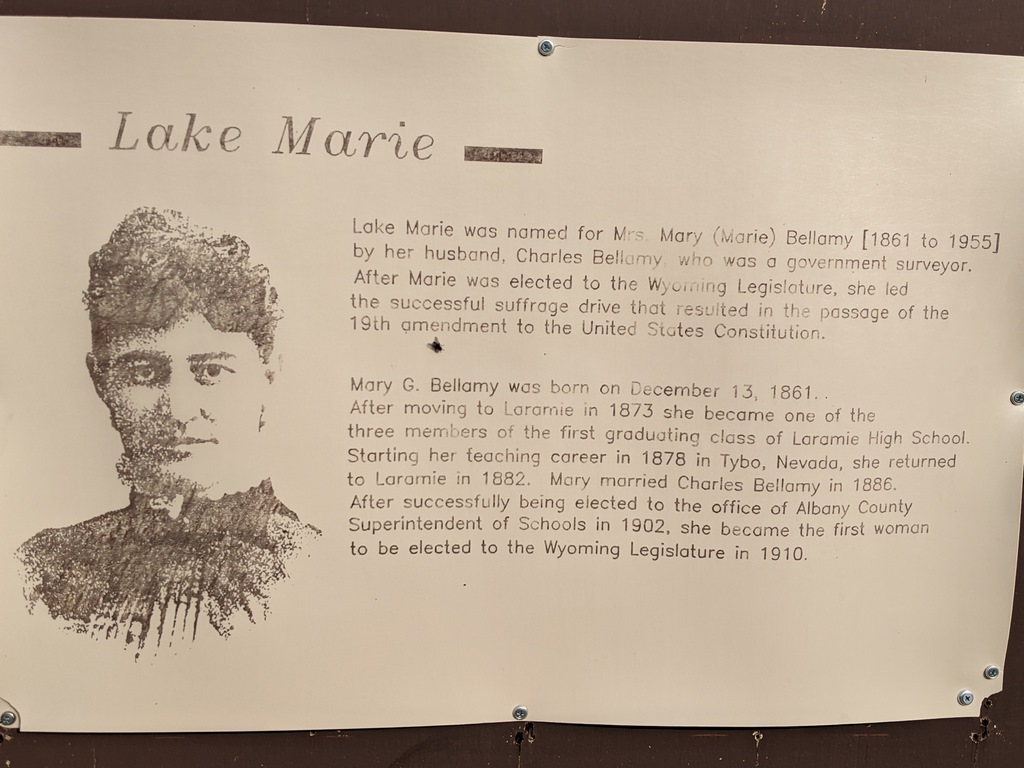 Lake Marie
Lake Marie was named for Mrs. Mary (Marie) Bellamy [1861 to 1955]
by her husband, Charles Bellamy, who was a government surveyor.
After Marie was elected to the Wyoming Legislature, she led
the successful suffrage drive that resulted in the passage of the
19th amendment to the United States Constitution.
Mary G. Bellamy was born on December 13, 1861. .
After moving to Laramie in 1873 she became one of the
three members of the first graduating class of Laramie High School.
Starting her teaching career in 1878 in Tybo, Nevada, she returned
to Laramie in 1882. Mary married Charles Bellamy in 1886.
After successfully being elected to the office of Albany County
Superintendent of Schools in 1902, she became the first woman
to be elected to the Wyoming Legislature in 1910.